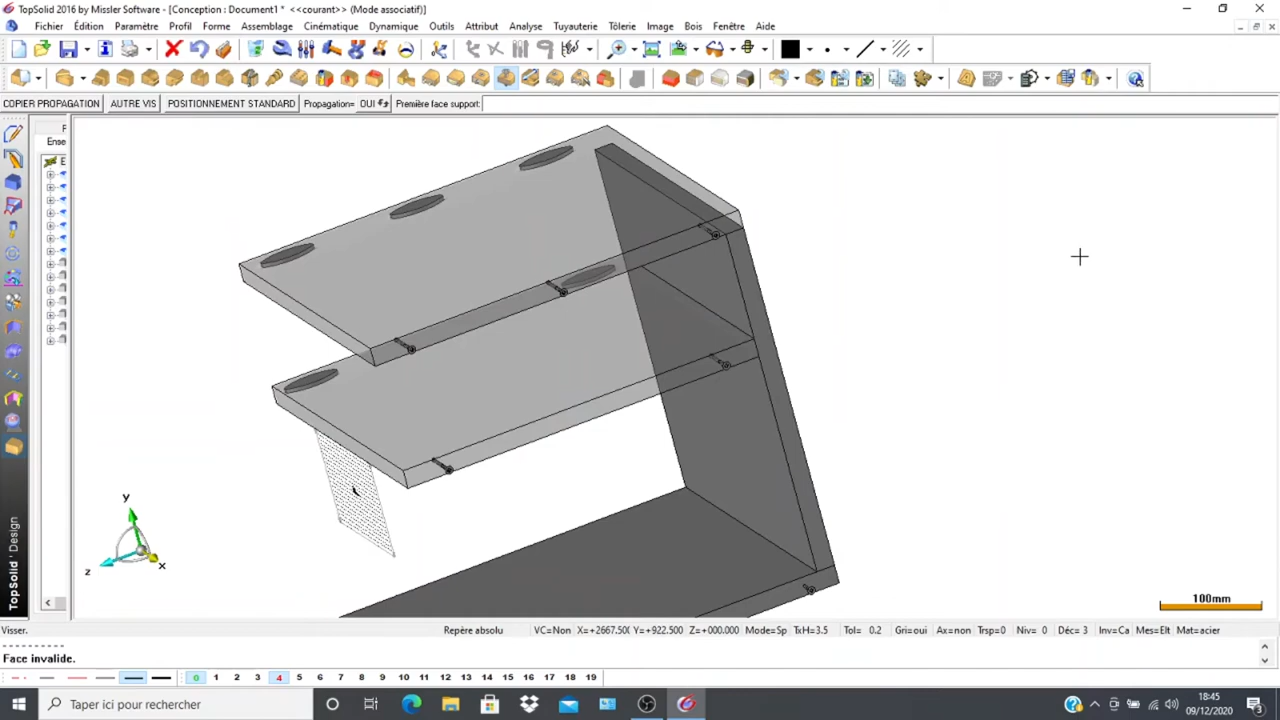 TopSolid 2016 by Missler Software - [Conception : Document1 * <<courant>> (Mode associatif)]
Fichier Édition Paramètre Profil Forme Assemblage Cinématique Dynamique Outils Attribut Analyse Tuyauterie Tôlerie Image Bois Fenêtre Aide
COPIER PROPAGATION AUTRE VIS POSITIONNEMENT STANDARD Propagation= OUI Première face support:
F
Ense
E
y
z
x
TopSolid'Design
100mm
Visser. Repère absolu VC=Non X=+2667.500 Y=+922.500 Z=+000.000 Mode=Sp TxH=3.5 Tol= 0.2 Gri=oui Ax=non Trsp=0 Niv= 0 Déc= 3 Inv=Ca Mes=Elt Mat=acier
----------
Face invalide.
0 1 2 3 4 5 6 7 8 9 10 11 12 13 14 15 16 17 18 19
Taper ici pour rechercher
18:45
09/12/2020
3